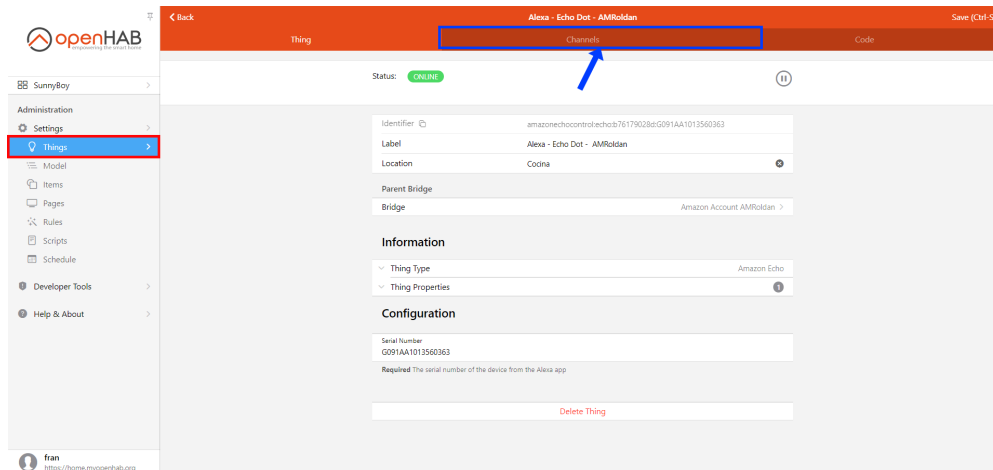 openHAB
empowering the smart home
SunnyBoy
Administration
Settings
Things
Model
Items
Pages
Rules
Scripts
Schedule
Developer Tools
Help & About
fran
https://home.myopenhab.org
Back
Alexa - Echo Dot - AMRoldan
Save (Ctrl-S
Thing
Channels
Code
Status: ONLINE
Identifier amazonechocontrol:echo:b76179028d:G091AA1013560363
Label Alexa - Echo Dot - AMRoldan
Location Cocina
Parent Bridge
Bridge Amazon Account AMRoldan
Information
Thing Type Amazon Echo
Thing Properties 1
Configuration
Serial Number
G091AA1013560363
Required The serial number of the device from the Alexa app
Delete Thing